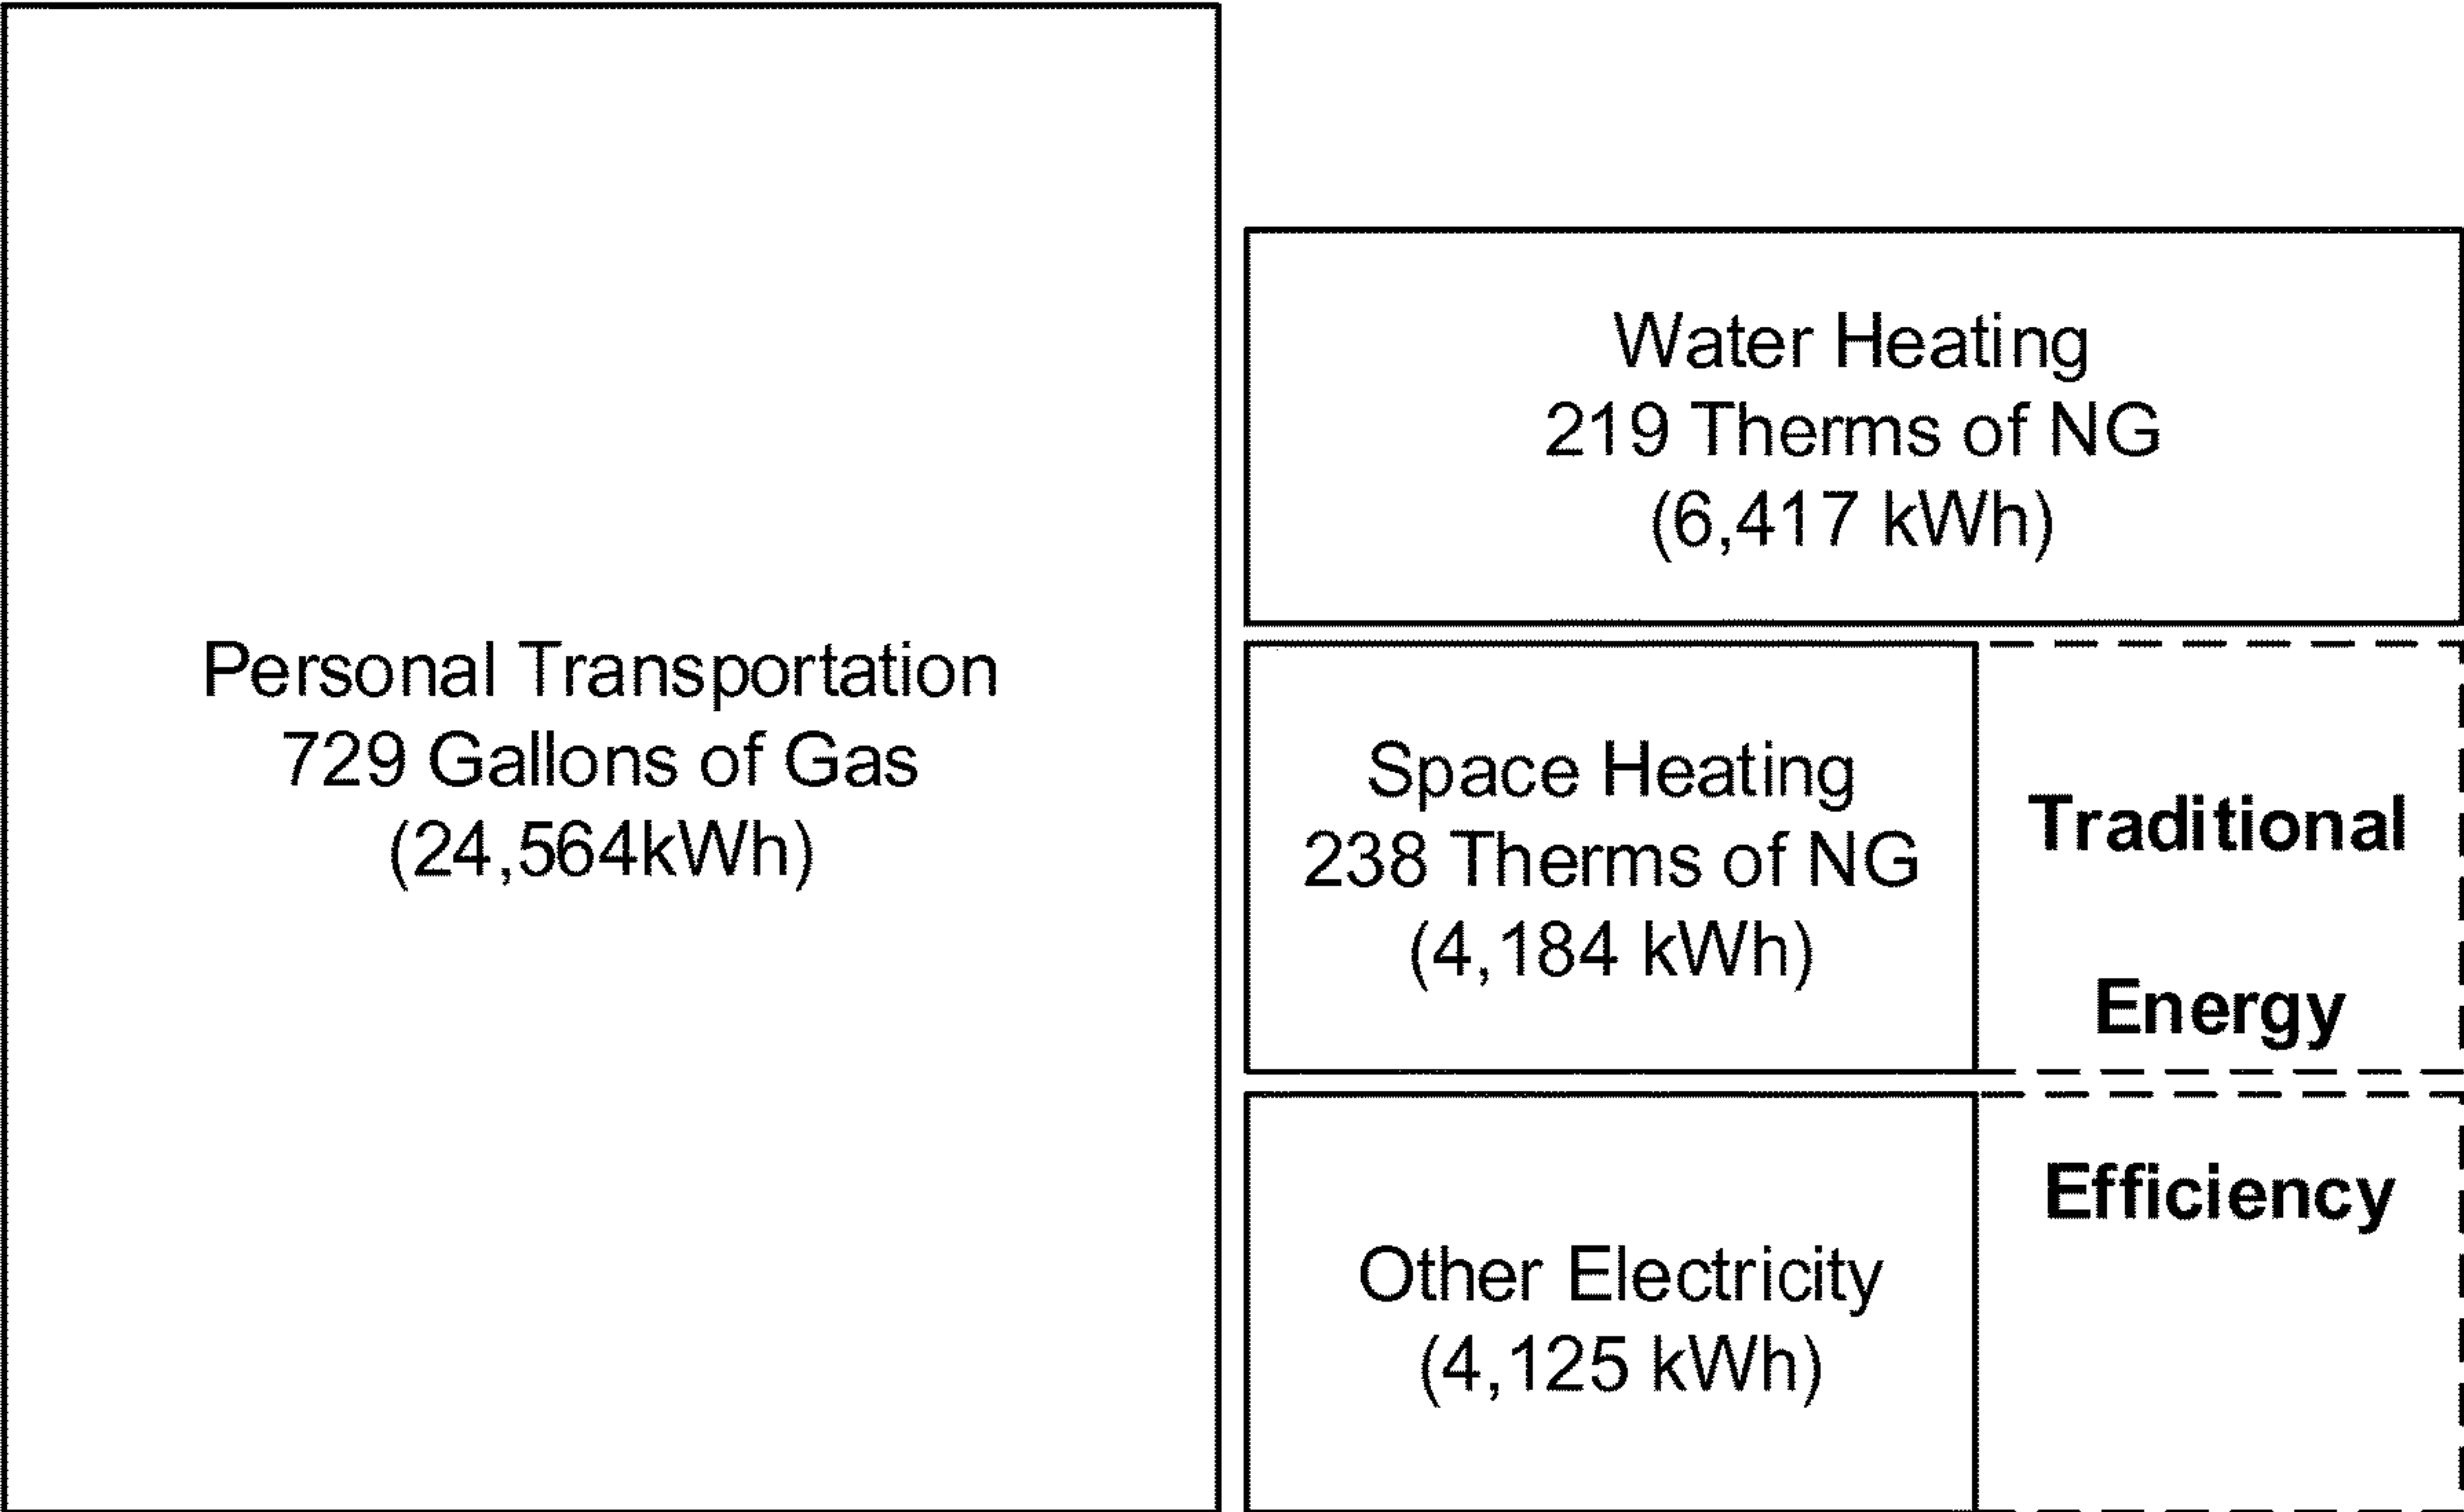 Personal Transportation
729 Gallons of Gas
(24,564kWh)
Water Heating
219 Therms of NG
(6,417 kWh)
Space Heating
238 Therms of NG
(4,184 kWh)
Other Electricity
(4,125 kWh)
Traditional
Energy
Efficiency